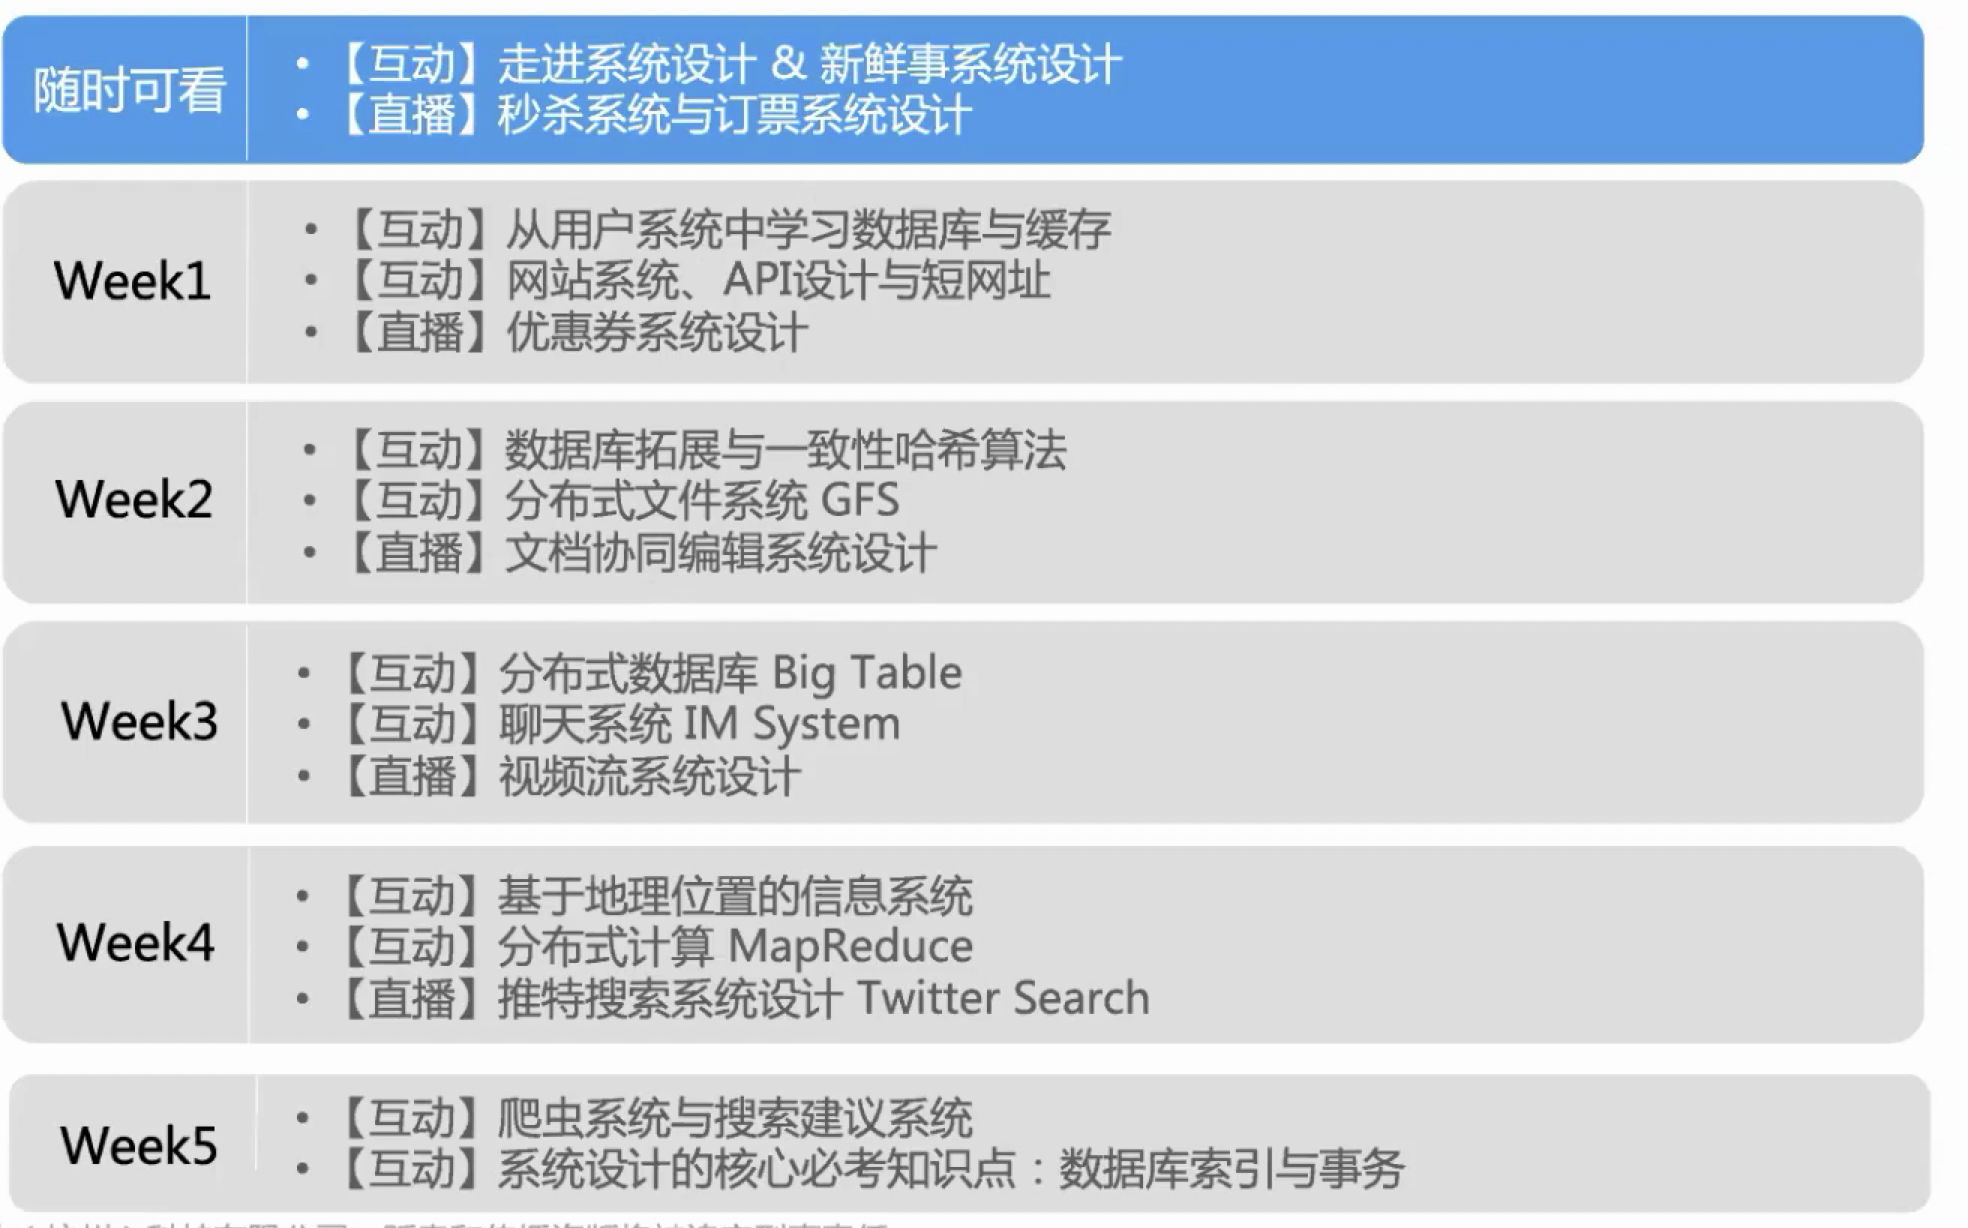 随时可看
• 【互动】走进系统设计 & 新鲜事系统设计
• 【直播】秒杀系统与订票系统设计
Week1
• 【互动】从用户系统中学习数据库与缓存
• 【互动】网站系统、API设计与短网址
• 【直播】优惠券系统设计
Week2
• 【互动】数据库拓展与一致性哈希算法
• 【互动】分布式文件系统 GFS
• 【直播】文档协同编辑系统设计
Week3
• 【互动】分布式数据库 Big Table
• 【互动】聊天系统 IM System
• 【直播】视频流系统设计
Week4
• 【互动】基于地理位置的信息系统
• 【互动】分布式计算 MapReduce
• 【直播】推特搜索系统设计 Twitter Search
Week5
• 【互动】爬虫系统与搜索建议系统
• 【互动】系统设计的核心必考知识点：数据库索引与事务